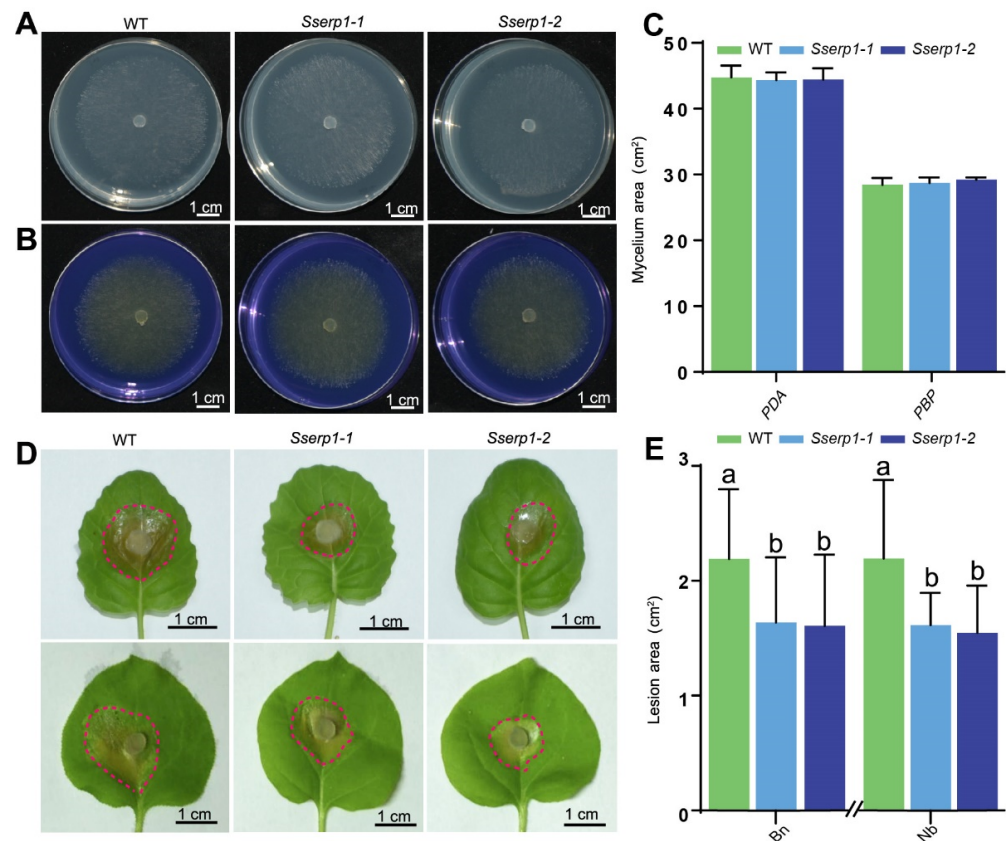 A
WT
Sserp1-1
Sserp1-2
1 cm
1 cm
1 cm
B
1 cm
1 cm
1 cm
C
WT Sserp1-1 Sserp1-2
Mycelium area (cm²)
50
40
30
20
10
0
PDA
PBP
D
WT
Sserp1-1
Sserp1-2
1 cm
1 cm
1 cm
1 cm
1 cm
1 cm
E
WT Sserp1-1 Sserp1-2
Lesion area (cm²)
3
2
1
0
a
b
b
a
b
b
Bn
Nb